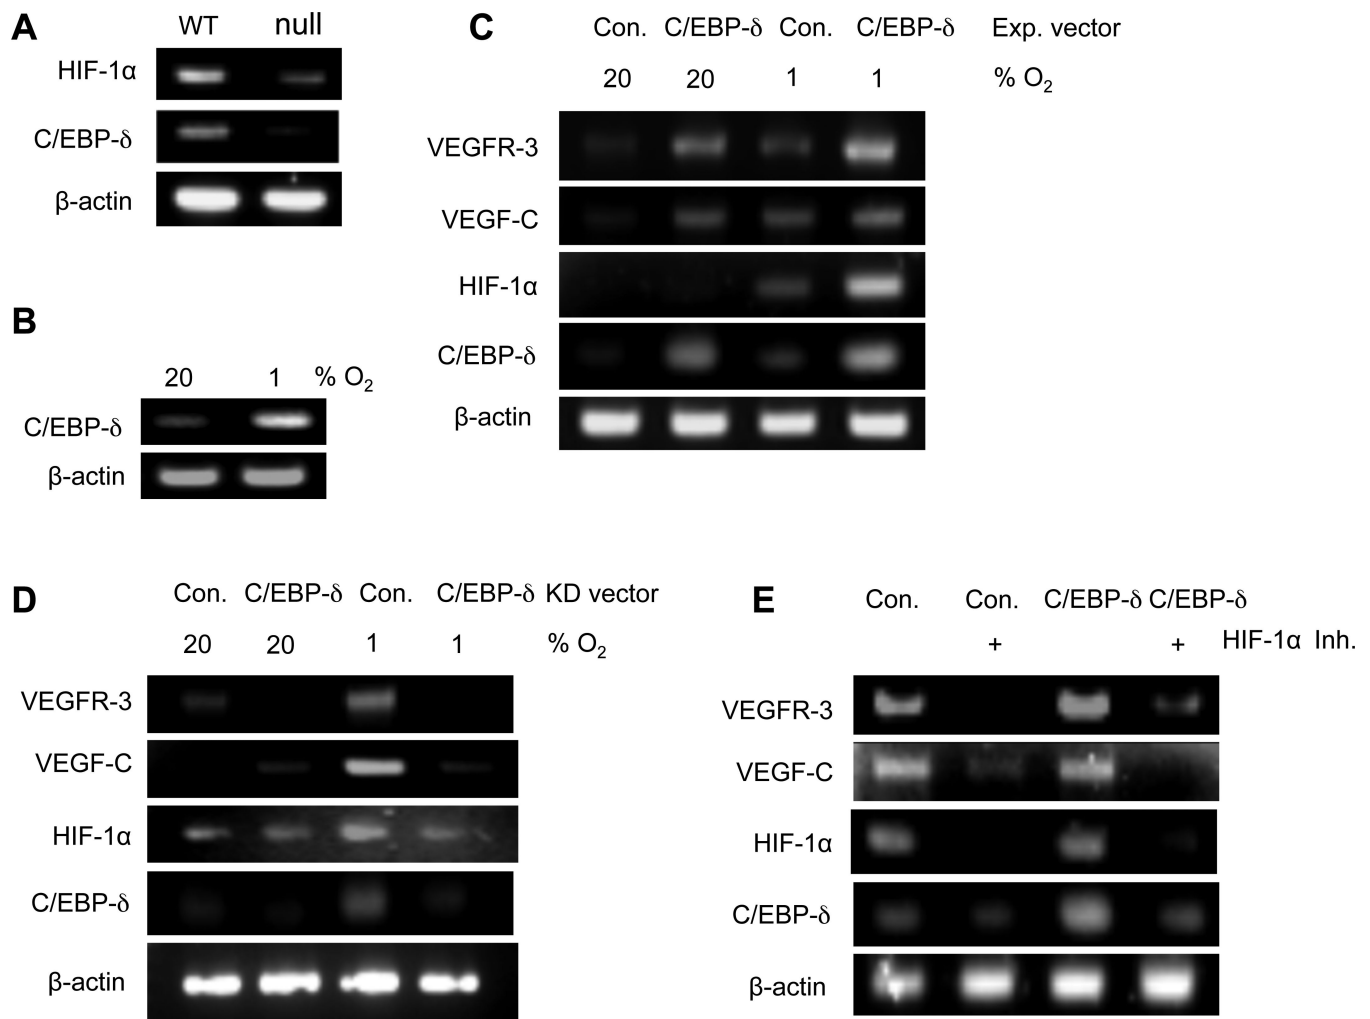 A
WT null
HIF-1α
C/EBP-δ
β-actin
B
20 1 % O₂
C/EBP-δ
β-actin
C
Con. C/EBP-δ Con. C/EBP-δ Exp. vector
20 20 1 1 % O₂
VEGFR-3
VEGF-C
HIF-1α
C/EBP-δ
β-actin
D
Con. C/EBP-δ Con. C/EBP-δ KD vector
20 20 1 1 % O₂
VEGFR-3
VEGF-C
HIF-1α
C/EBP-δ
β-actin
E
Con. Con. C/EBP-δ C/EBP-δ
+ + HIF-1α Inh.
VEGFR-3
VEGF-C
HIF-1α
C/EBP-δ
β-actin